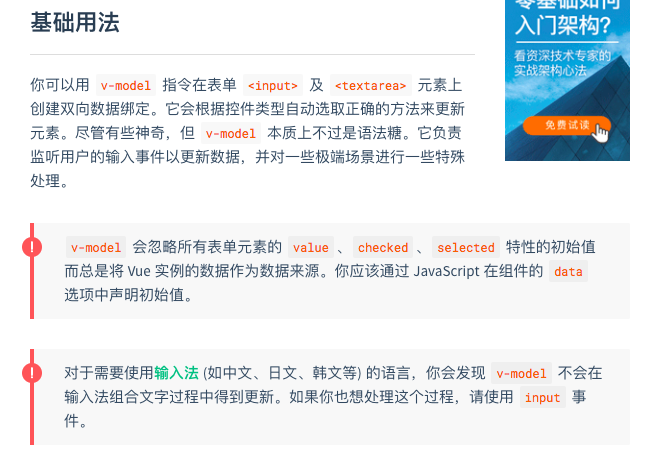 基础用法
你可以用 v-model 指令在表单 <input> 及 <textarea> 元素上
创建双向数据绑定。它会根据控件类型自动选取正确的方法来更新
元素。尽管有些神奇，但 v-model 本质上不过是语法糖。它负责
监听用户的输入事件以更新数据，并对一些极端场景进行一些特殊
处理。
零基础如何
入门架构?
看资深技术专家的
实战架构心法
免费试读
! v-model 会忽略所有表单元素的 value 、 checked 、 selected 特性的初始值
而总是将 Vue 实例的数据作为数据来源。你应该通过 JavaScript 在组件的 data
选项中声明初始值。
! 对于需要使用输入法 (如中文、日文、韩文等) 的语言，你会发现 v-model 不会在
输入法组合文字过程中得到更新。如果你也想处理这个过程，请使用 input 事
件。